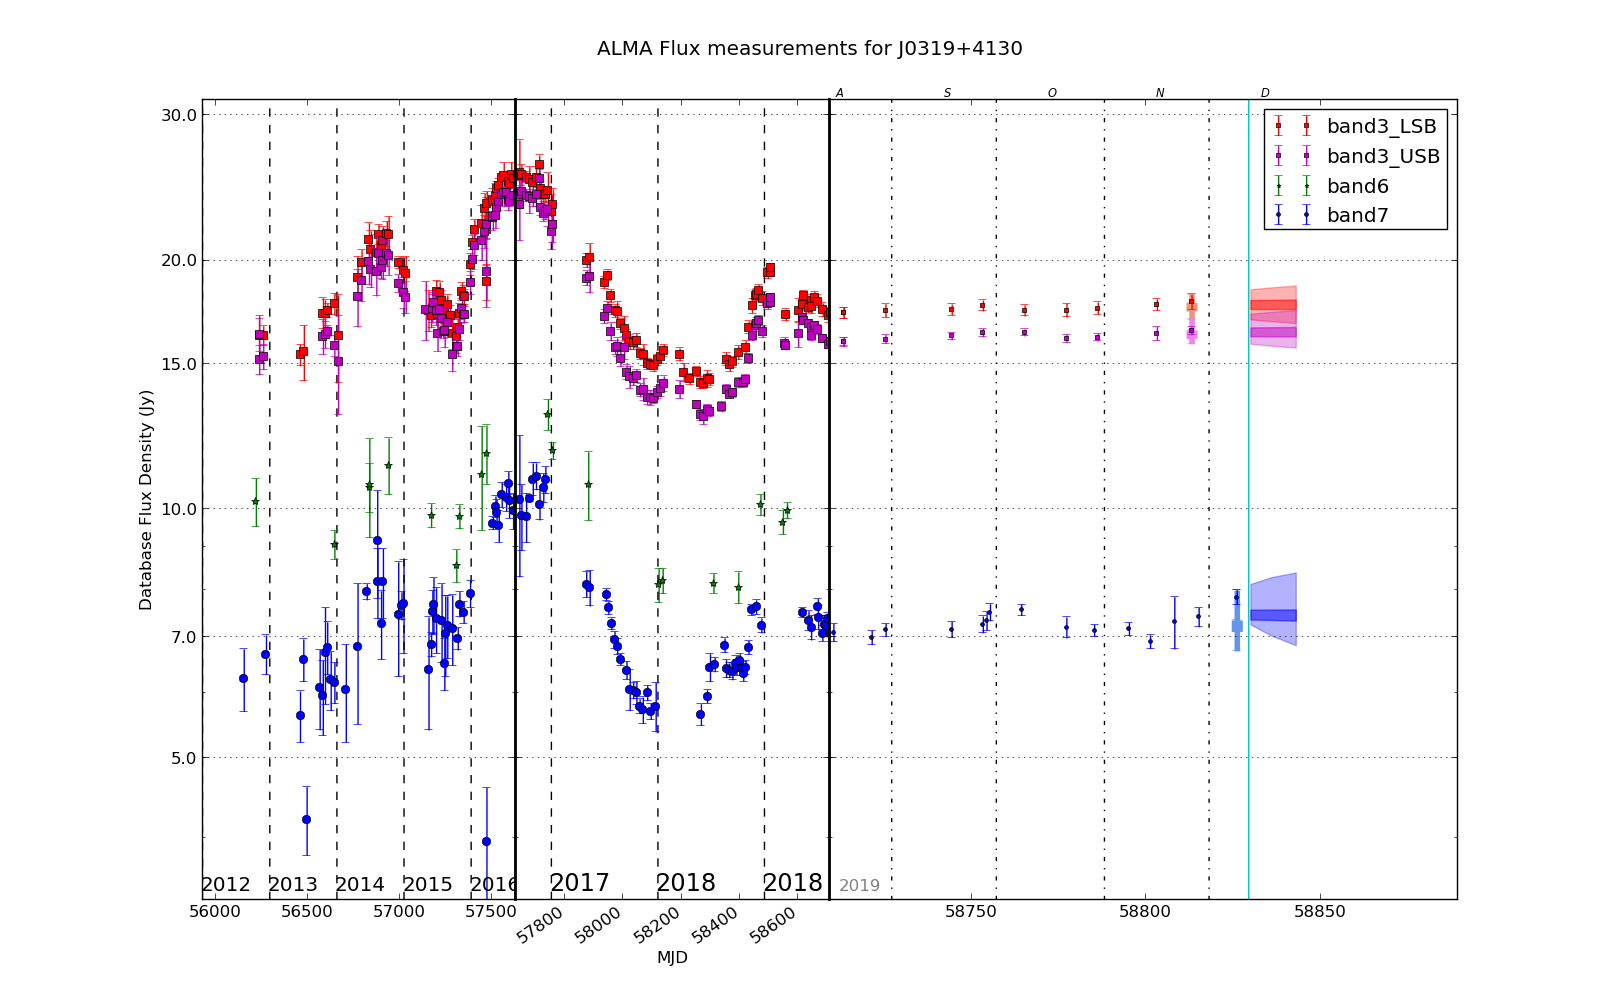 ALMA Flux measurements for J0319+4130
A S O N D
30.0
20.0
15.0
10.0
7.0
5.0
Database Flux Density (Jy)
band3_LSB
band3_USB
band6
band7
2012 2013 2014 2015 2016 2017 2018 2018 2019
56000 56500 57000 57500 57800 58000 58200 58400 58600 58750 58800 58850
MJD